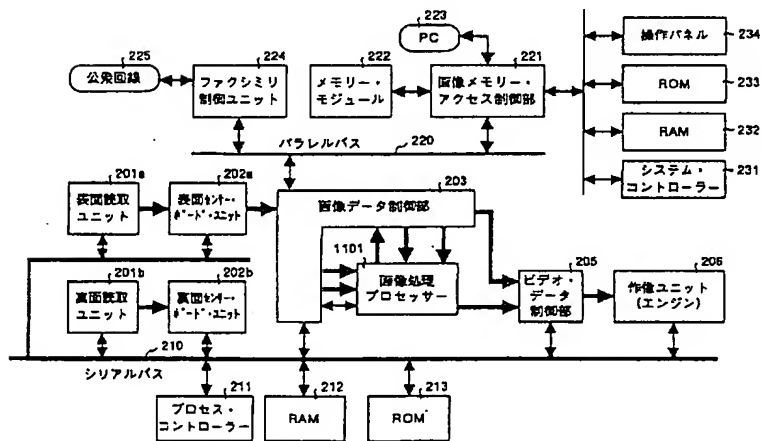 223
PC
225
公衆回線
224
ファクシミリ
制御ユニット
222
メモリー・
モジュール
221
画像メモリー・
アクセス制御部
操作パネル
234
ROM
233
RAM
232
システム・
コントローラー
231
パラレルバス
220
201a
表面読取
ユニット
202a
表面センサー・
ボード・ユニット
203
画像データ制御部
1101
画像処理
プロセッサー
205
ビデオ・
データ
制御部
206
作像ユニット
(エンジン)
201b
裏面読取
ユニット
202b
裏面センサー・
ボード・ユニット
210
シリアルバス
211
プロセス・
コントローラー
212
RAM
213
ROM